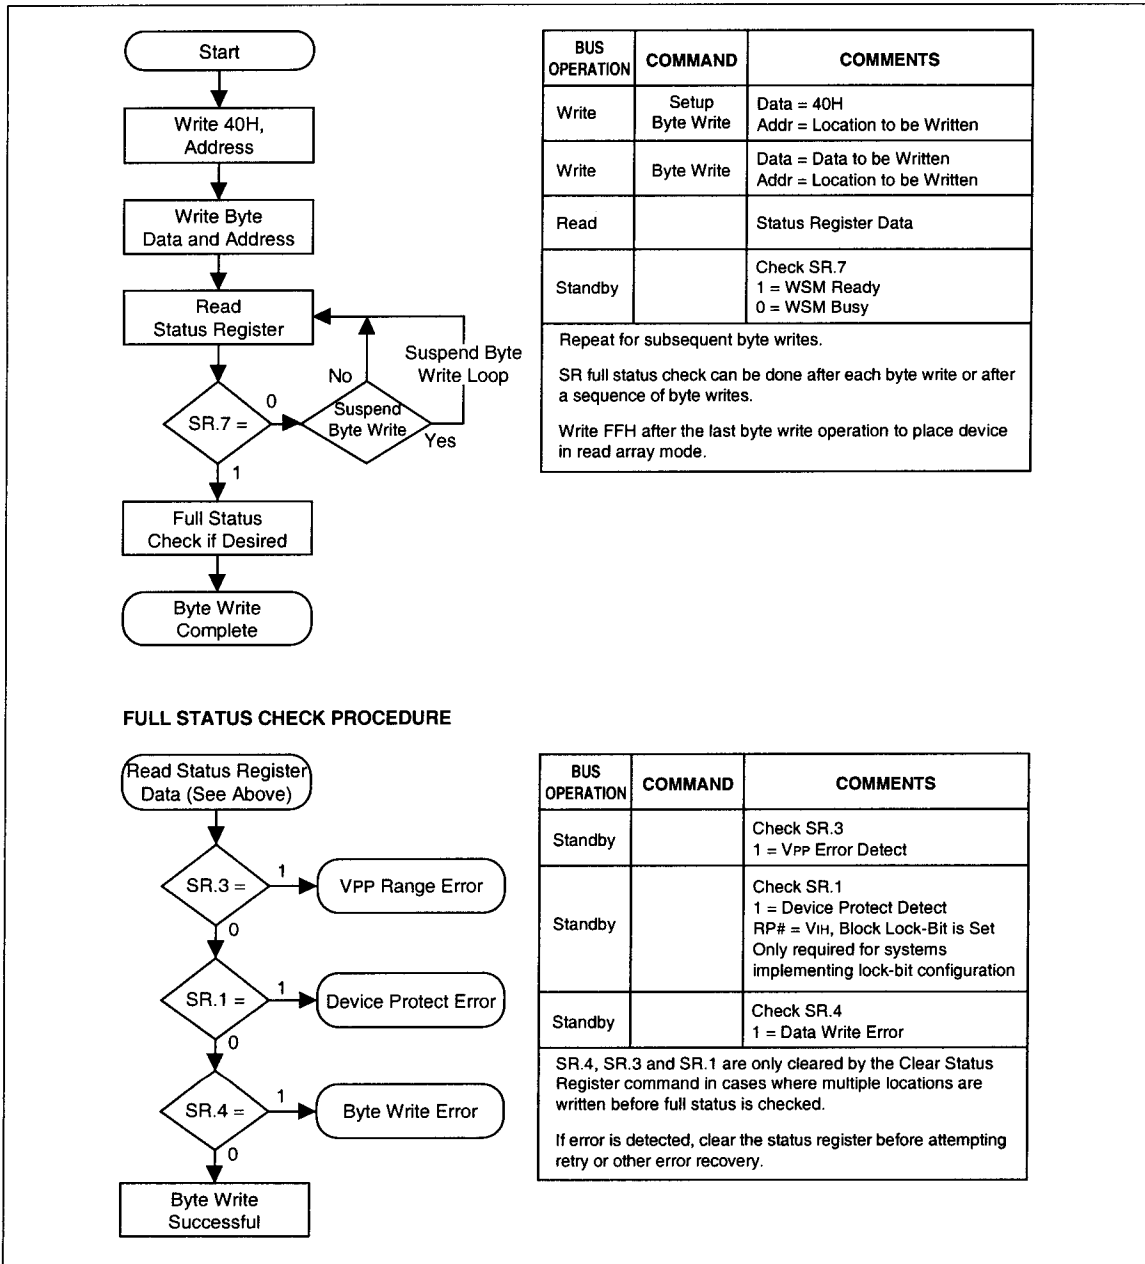 Start
Write 40H,
Address
Write Byte
Data and Address
Read
Status Register
Suspend Byte
Write Loop
No
0
SR.7 =
Suspend
Byte Write
Yes
1
Full Status
Check if Desired
Byte Write
Complete
BUS OPERATION COMMAND COMMENTS
Write Setup Byte Write Data = 40H
Addr = Location to be Written
Write Byte Write Data = Data to be Written
Addr = Location to be Written
Read Status Register Data
Standby Check SR.7
1 = WSM Ready
0 = WSM Busy
Repeat for subsequent byte writes.
SR full status check can be done after each byte write or after
a sequence of byte writes.
Write FFH after the last byte write operation to place device
in read array mode.
FULL STATUS CHECK PROCEDURE
Read Status Register
Data (See Above)
SR.3 =
1
VPP Range Error
0
SR.1 =
1
Device Protect Error
0
SR.4 =
1
Byte Write Error
0
Byte Write
Successful
BUS OPERATION COMMAND COMMENTS
Standby Check SR.3
1 = VPP Error Detect
Standby Check SR.1
1 = Device Protect Detect
RP# = VIH, Block Lock-Bit is Set
Only required for systems
implementing lock-bit configuration
Standby Check SR.4
1 = Data Write Error
SR.4, SR.3 and SR.1 are only cleared by the Clear Status
Register command in cases where multiple locations are
written before full status is checked.
If error is detected, clear the status register before attempting
retry or other error recovery.